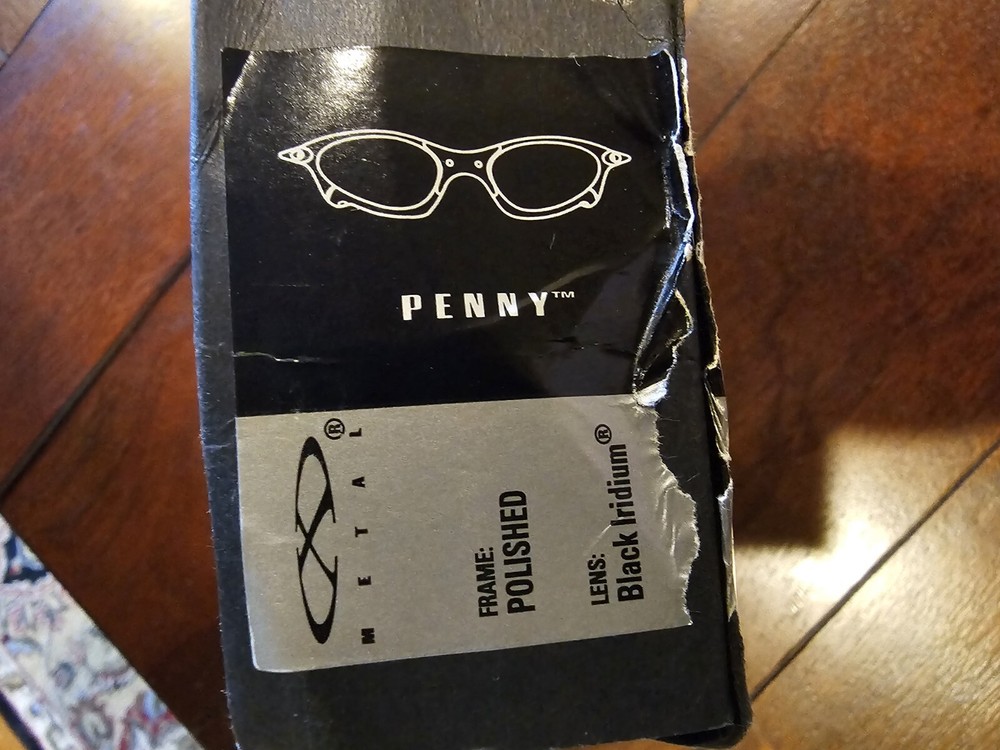 PENNY™
X®
METAL
FRAME:
POLISHED
LENS:
Black Iridium®